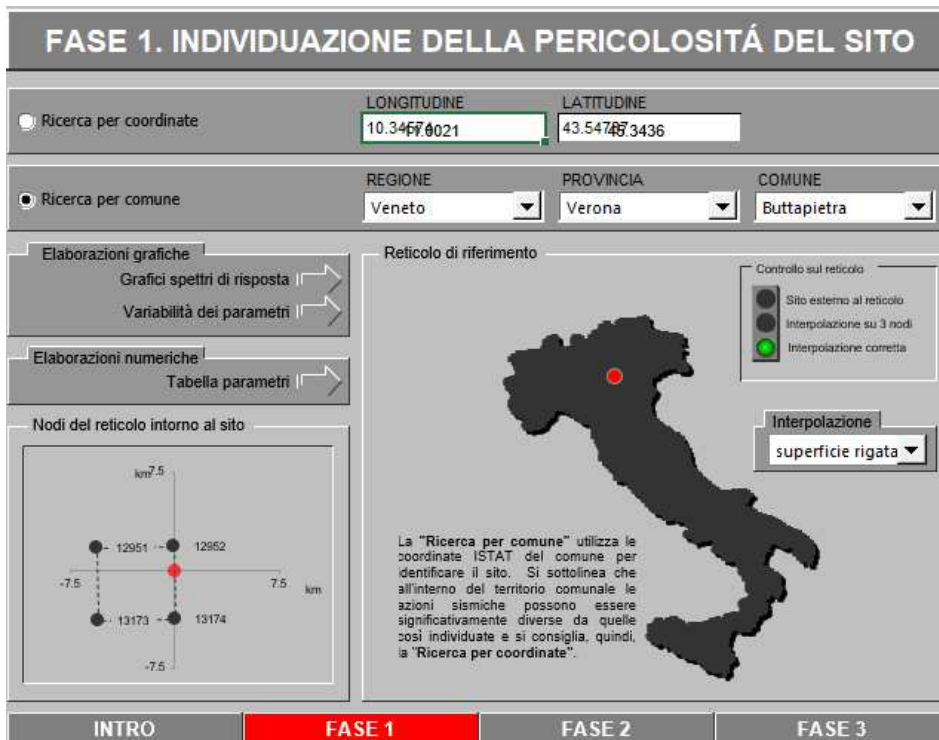 FASE 1. INDIVIDUAZIONE DELLA PERICOLOSITÁ DEL SITO
LONGITUDINE
LATITUDINE
Ricerca per coordinate
Ricerca per comune
REGIONE
PROVINCIA
COMUNE
Veneto
Verona
Buttapietra
Elaborazioni grafiche
Grafici spettri di risposta
Variabilità dei parametri
Elaborazioni numeriche
Tabella parametri
Nodi del reticolo intorno al sito
km
7.5
12951
12952
-7.5
7.5
km
13173
13174
-7.5
Reticolo di riferimento
Controllo sul reticolo
Sito esterno al reticolo
Interpolazione su 3 nodi
Interpolazione corretta
Interpolazione
superficie rigata
La "Ricerca per comune" utilizza le
coordinate ISTAT del comune per
identificare il sito. Si sottolinea che
all'interno del territorio comunale le
azioni sismiche possono essere
significativamente diverse da quelle
così individuate e si consiglia, quindi,
la "Ricerca per coordinate".
INTRO
FASE 1
FASE 2
FASE 3